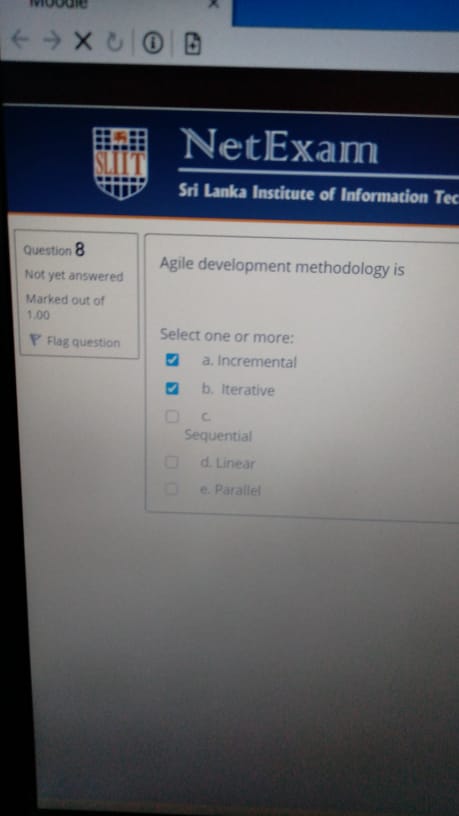 Moodle
SLIIT
NetExam
Sri Lanka Institute of Information Tec
Question 8
Not yet answered
Marked out of
1.00
Flag question
Agile development methodology is
Select one or more:
a. Incremental
b. Iterative
c.
Sequential
d. Linear
e. Parallel